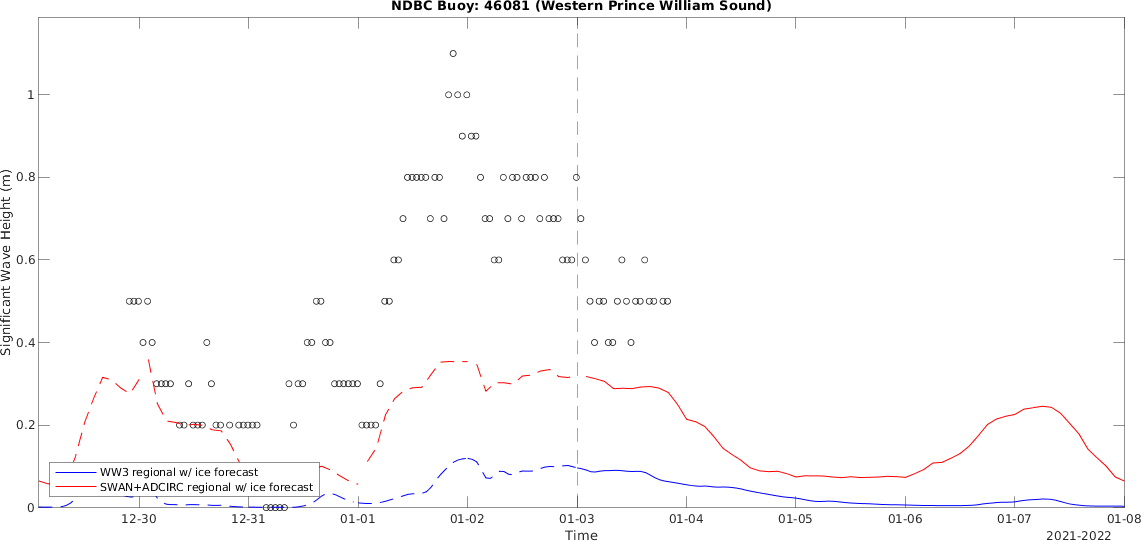 NDBC Buoy: 46081 (Western Prince William Sound)
Significant Wave Height (m)
1
0.8
0.6
0.4
0.2
0
WW3 regional w/ ice forecast
SWAN+ADCIRC regional w/ ice forecast
12-30 12-31 01-01 01-02 01-03 01-04 01-05 01-06 01-07 01-08
Time
2021-2022